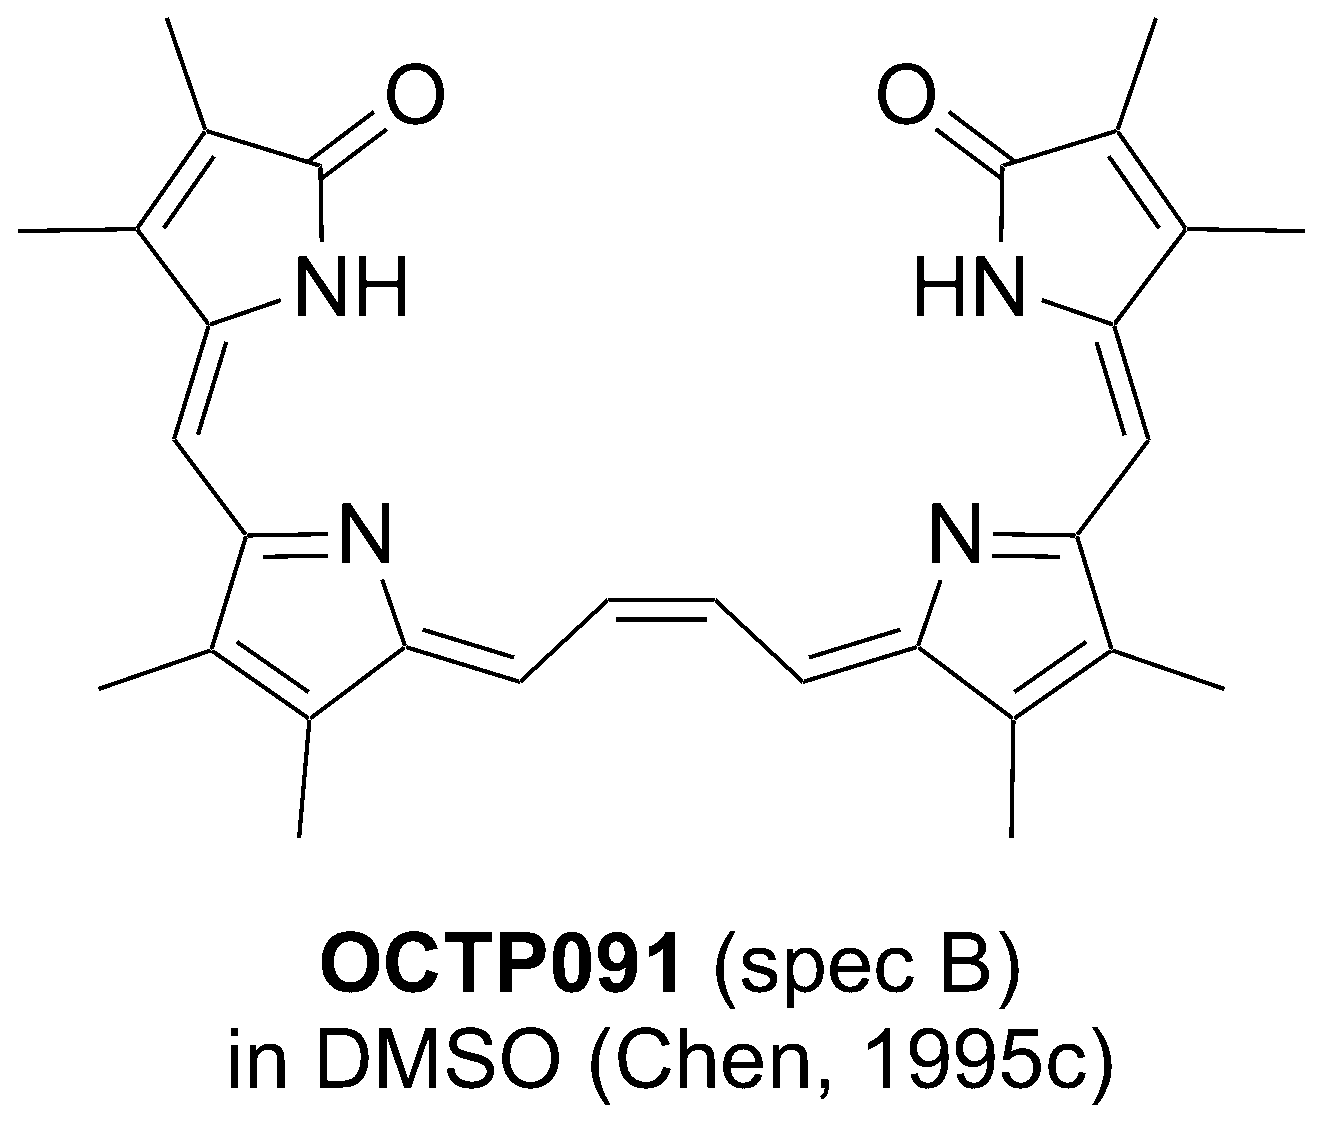 O O
NH HN
N N
OCTP091 (spec B)
in DMSO (Chen, 1995c)